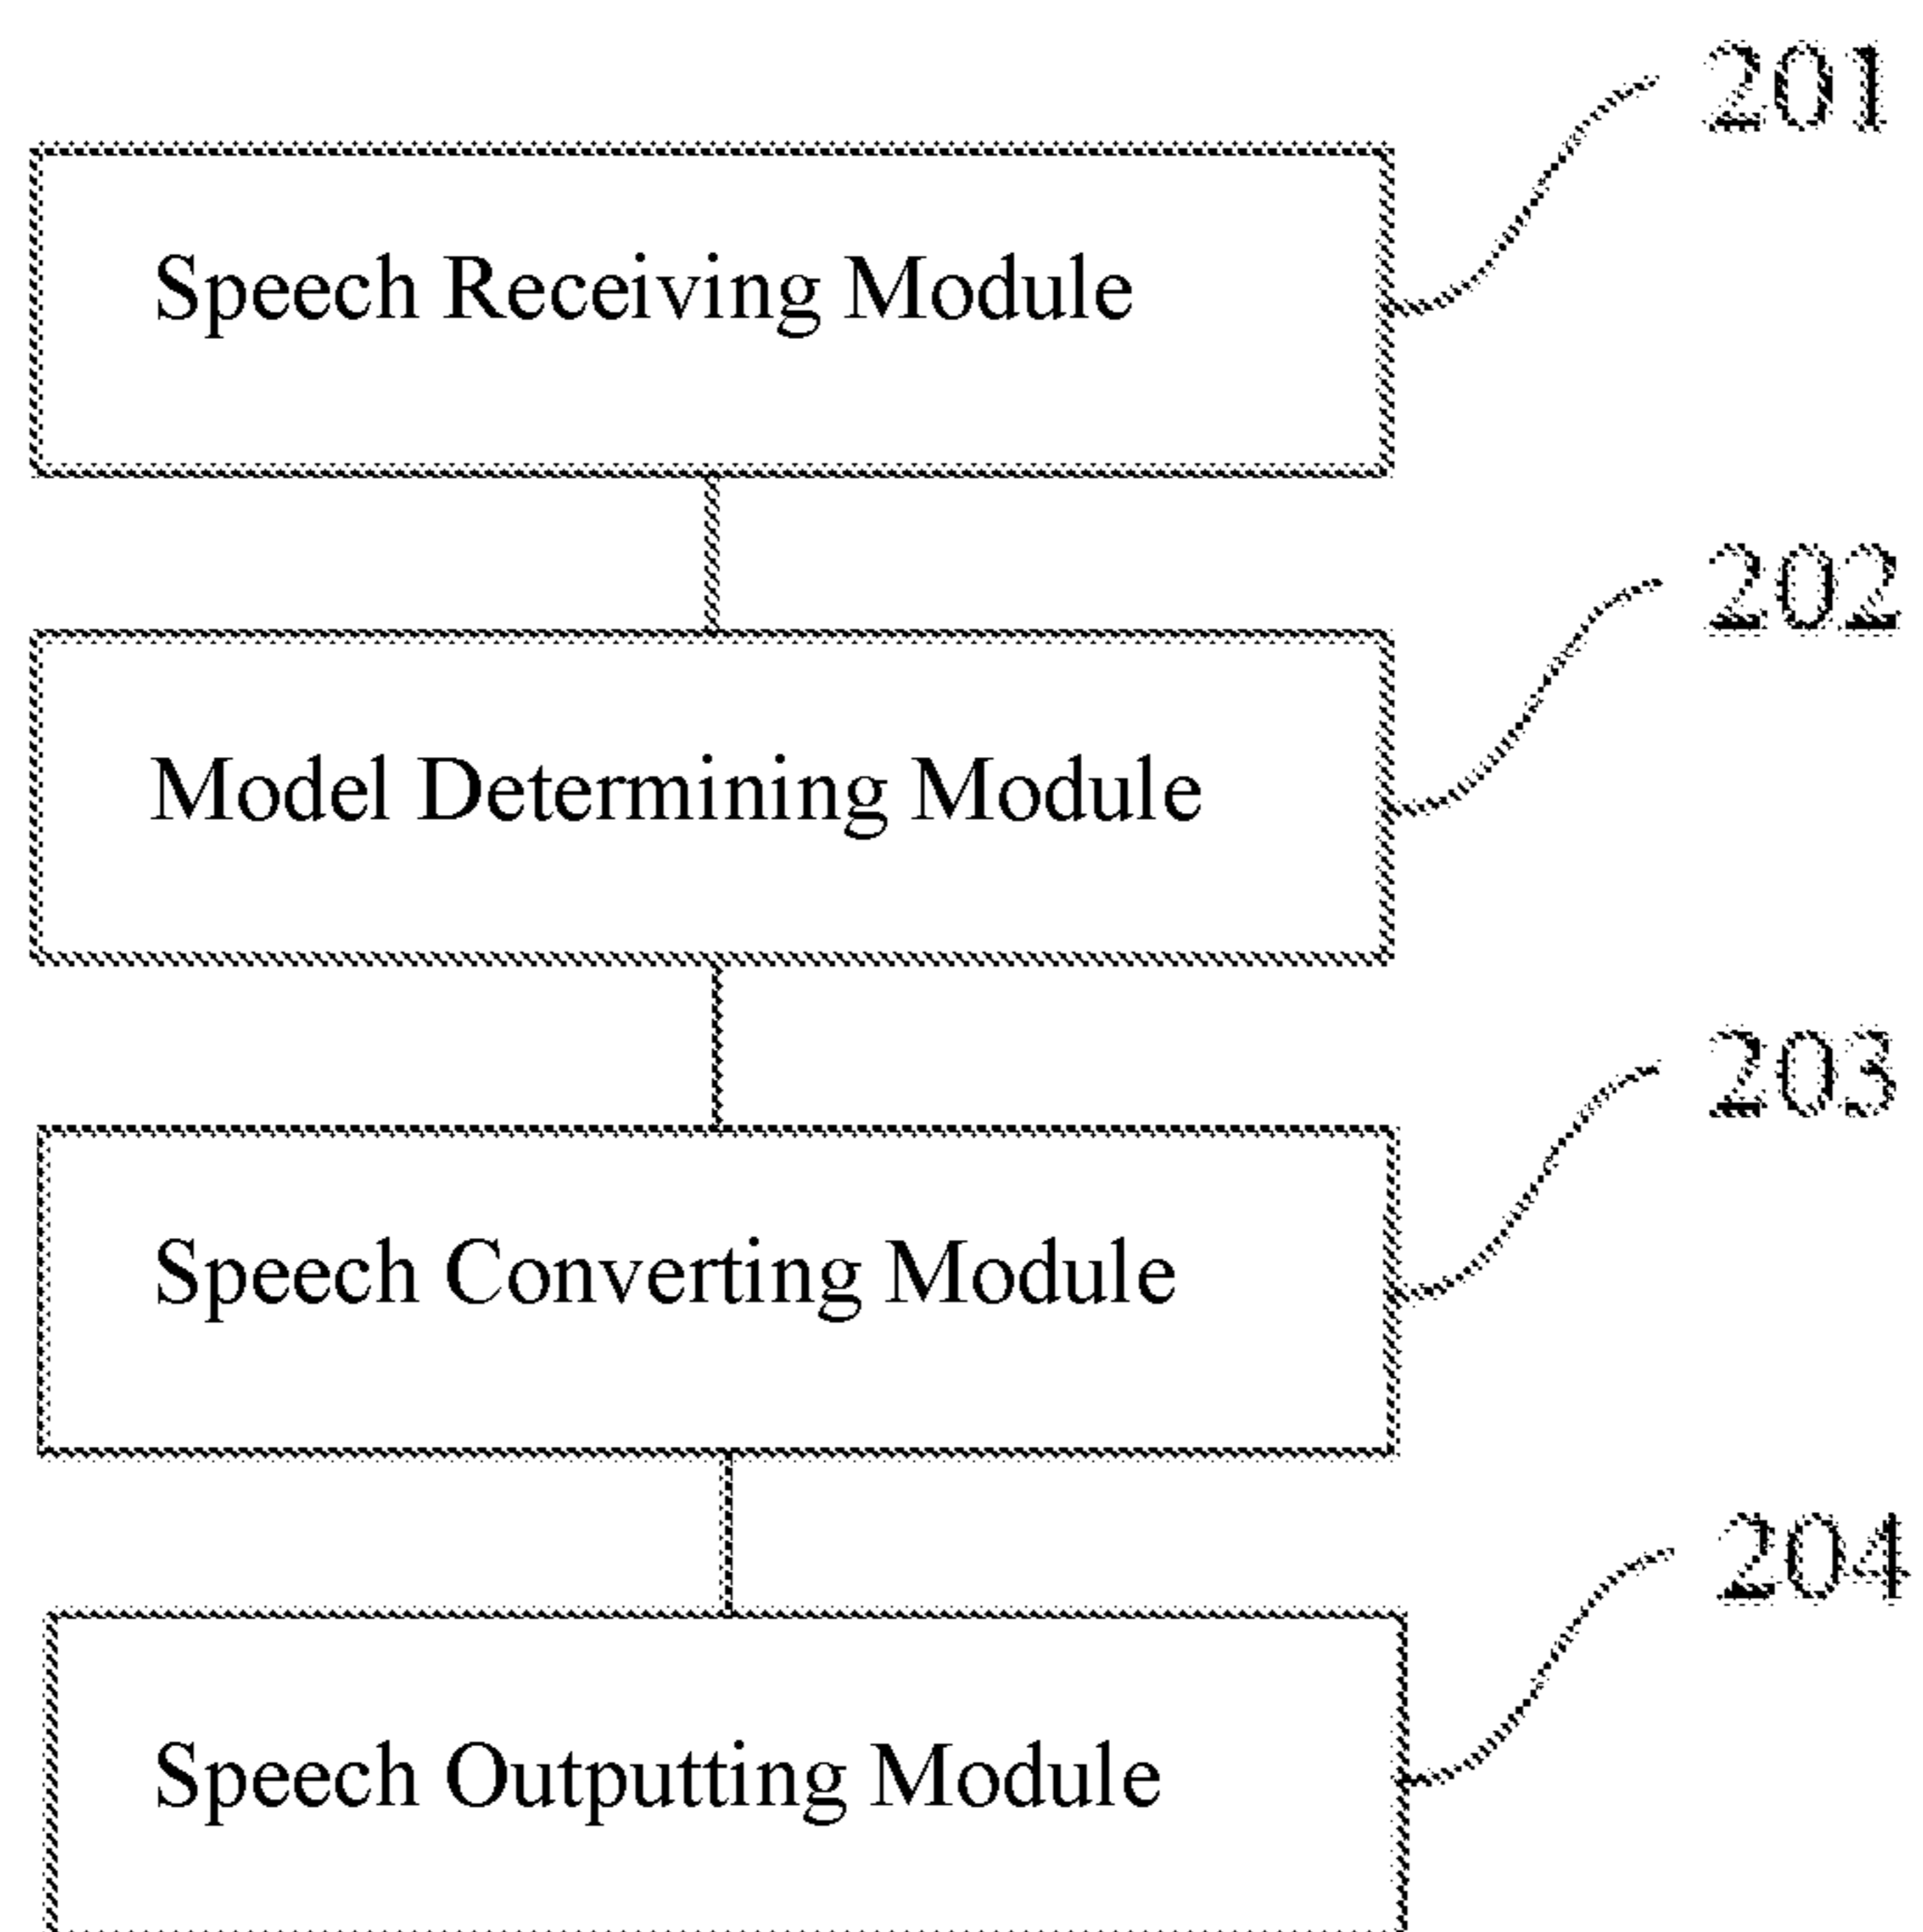 201
Speech Receiving Module
202
Model Determining Module
203
Speech Converting Module
204
Speech Outputting Module